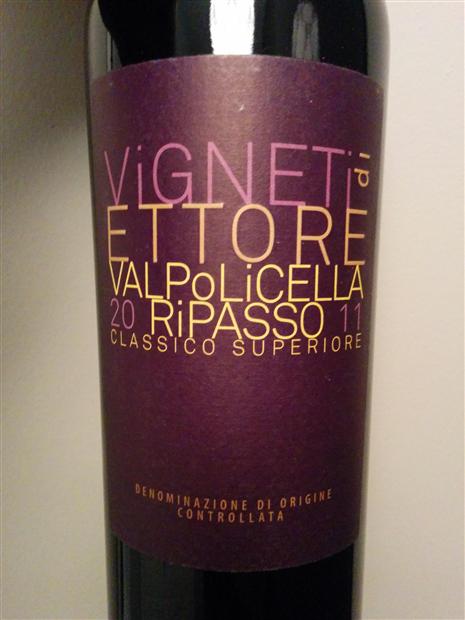 ViGNETi di
ETTORE
VALPoLiCELLA
20 RiPASSO 11
CLASSICO SUPERIORE
DENOMINAZIONE DI ORIGINE
CONTROLLATA